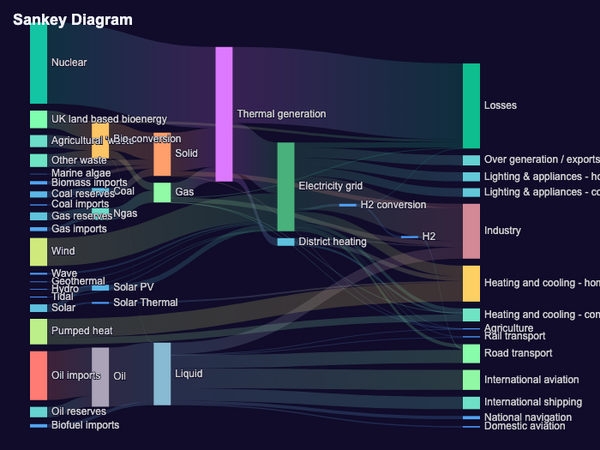 Sankey Diagram
Nuclear
UK land based bioenergy
Agricultural waste
Other waste
Marine algae
Biomass imports
Coal reserves
Coal imports
Gas reserves
Gas imports
Wind
Wave
Geothermal
Hydro
Tidal
Solar
Pumped heat
Oil imports
Oil reserves
Biofuel imports
Bio-conversion
Coal
Ngas
Solar PV
Solar Thermal
Oil
Solid
Gas
Liquid
Thermal generation
Electricity grid
District heating
H2 conversion
H2
Losses
Over generation / exports
Lighting & appliances - ho
Lighting & appliances - co
Industry
Heating and cooling - hom
Heating and cooling - com
Agriculture
Rail transport
Road transport
International aviation
International shipping
National navigation
Domestic aviation